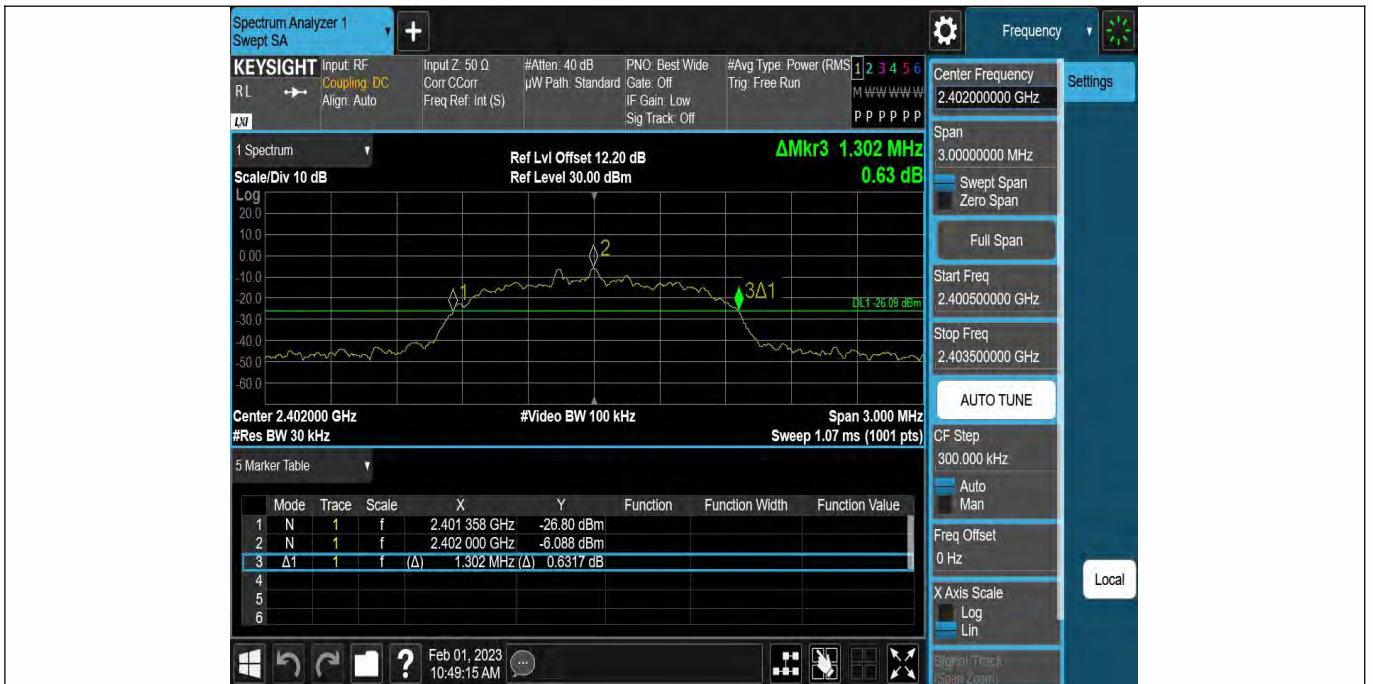 Spectrum Analyzer 1
Swept SA
+
Frequency
KEYSIGHT
RL
LXI
Input: RF
Coupling: DC
Align: Auto
Input Z: 50 Ω
Corr CCorr
Freq Ref: Int (S)
#Atten: 40 dB
µW Path: Standard
PNO: Best Wide
Gate: Off
IF Gain: Low
Sig Track: Off
#Avg Type: Power (RMS
Trig: Free Run
1 2 3 4 5 6
M W W W W W
P P P P P P
1 Spectrum
Scale/Div 10 dB
Ref Lvl Offset 12.20 dB
Ref Level 30.00 dBm
ΔMkr3 1.302 MHz
0.63 dB
Log
20.0
10.0
0.00
-10.0
-20.0
-30.0
-40.0
-50.0
-60.0
1
2
3Δ1
DL1 -26.09 dBm
Center 2.402000 GHz
#Res BW 30 kHz
#Video BW 100 kHz
Span 3.000 MHz
Sweep 1.07 ms (1001 pts)
5 Marker Table
Mode Trace Scale X Y Function Function Width Function Value
1 N 1 f 2.401 358 GHz -26.80 dBm
2 N 1 f 2.402 000 GHz -6.088 dBm
3 Δ1 1 f (Δ) 1.302 MHz (Δ) 0.6317 dB
4
5
6
?
Feb 01, 2023
10:49:15 AM
Center Frequency
2.402000000 GHz
Span
3.00000000 MHz
Swept Span
Zero Span
Full Span
Start Freq
2.400500000 GHz
Stop Freq
2.403500000 GHz
AUTO TUNE
CF Step
300.000 kHz
Auto
Man
Freq Offset
0 Hz
X Axis Scale
Log
Lin
Signal Track
(Span Zoom)
Settings
Local